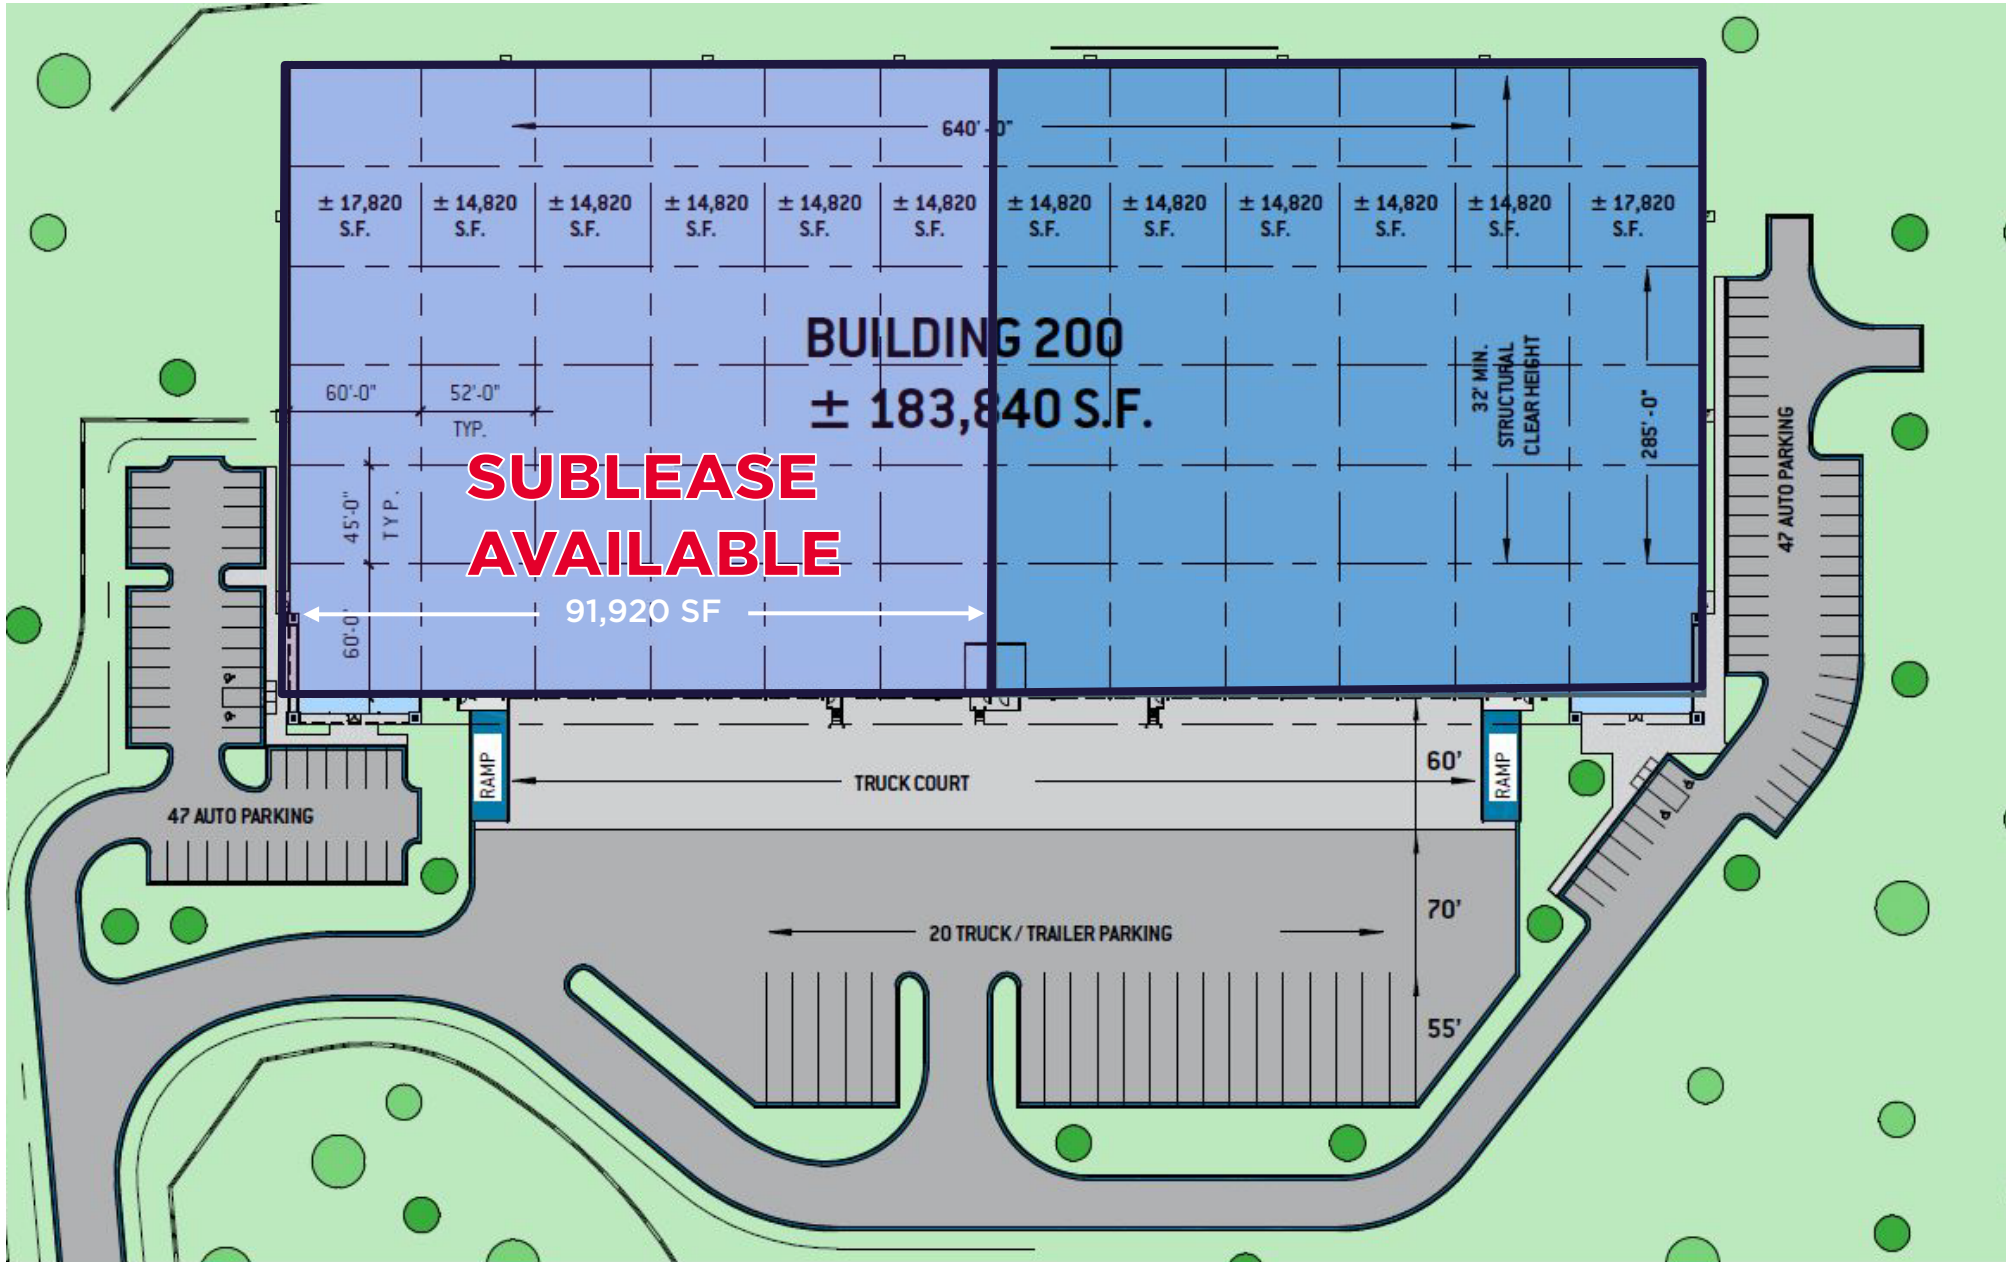 640'-0"
± 17,820
S.F.
± 14,820
S.F.
± 14,820
S.F.
± 14,820
S.F.
± 14,820
S.F.
± 14,820
S.F.
± 14,820
S.F.
± 14,820
S.F.
± 14,820
S.F.
± 14,820
S.F.
± 14,820
S.F.
± 17,820
S.F.
BUILDING 200
± 183,840 S.F.
60'-0"
52'-0"
TYP.
32' MIN.
STRUCTURAL
CLEAR HEIGHT
285'-0"
47 AUTO PARKING
SUBLEASE
AVAILABLE
91,920 SF
45'-0"
TYP.
60'-0"
RAMP
TRUCK COURT
60'
RAMP
47 AUTO PARKING
70'
20 TRUCK / TRAILER PARKING
55'